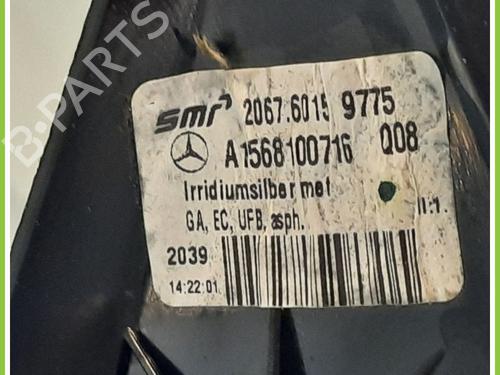 B-PARTS
smr 2067.6015 9775
A1568100716 Q08
Irridiumsilber met
GA, EC, UFB, asph.
2039
14:22:01